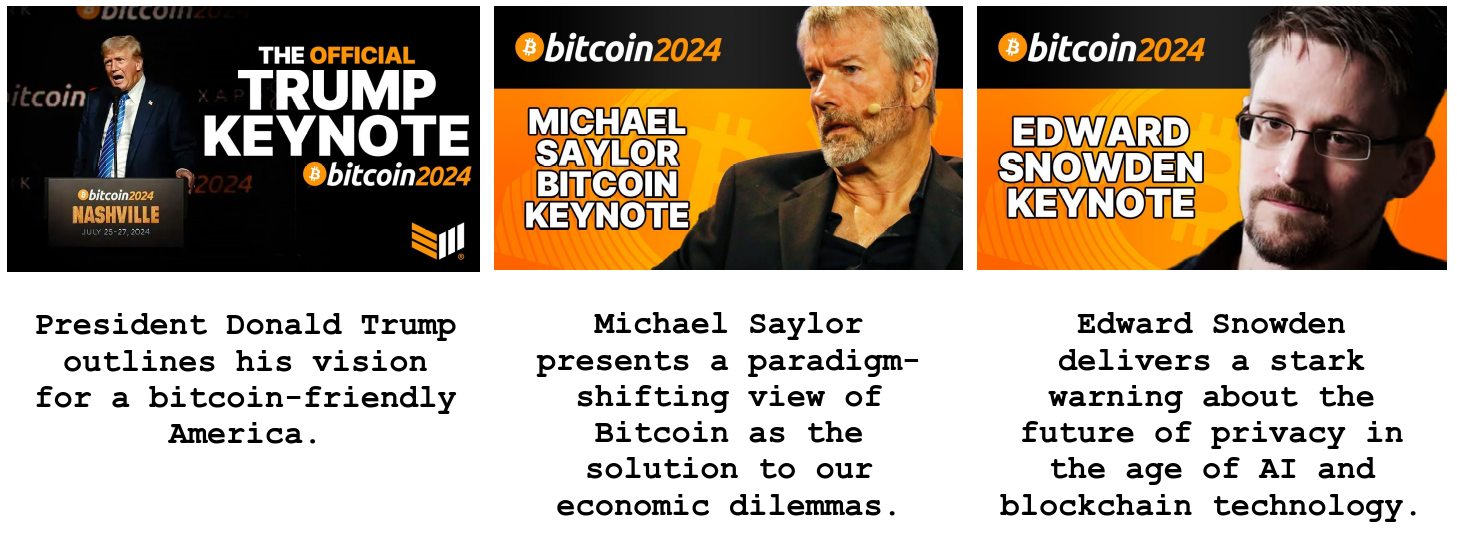 bitcoin2024
itcoin
XAP
K
2024
THE OFFICIAL
TRUMP
KEYNOTE
bitcoin2024
bitcoin2024
NASHVILLE
JULY 25-27, 2024
bitcoin2024
MICHAEL
SAYLOR
BITCOIN
KEYNOTE
bitcoin2024
EDWARD
SNOWDEN
KEYNOTE
President Donald Trump
outlines his vision
for a bitcoin-friendly
America.
Michael Saylor
presents a paradigm-
shifting view of
Bitcoin as the
solution to our
economic dilemmas.
Edward Snowden
delivers a stark
warning about the
future of privacy in
the age of AI and
blockchain technology.